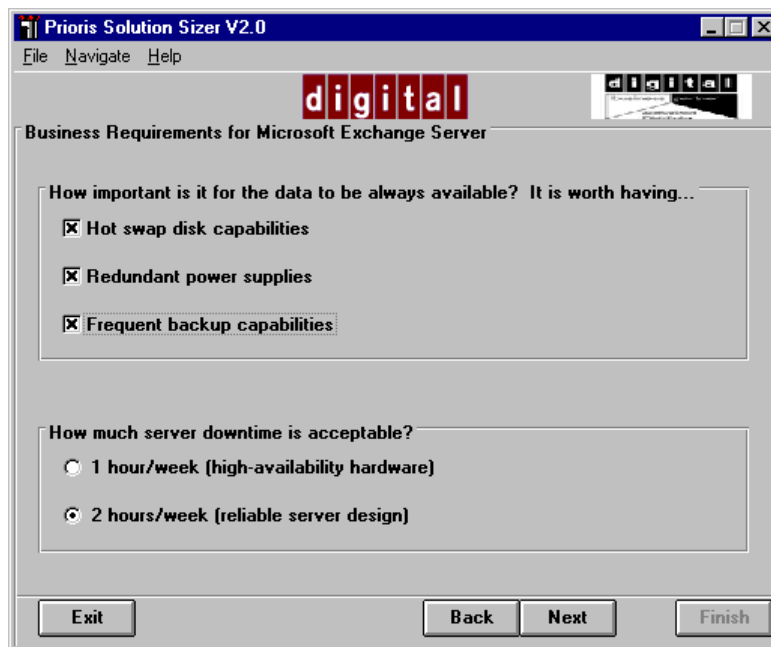 Prioris Solution Sizer V2.0
File Navigate Help
digital
digital
Business Requirements for Microsoft Exchange Server
How important is it for the data to be always available? It is worth having...
Hot swap disk capabilities
Redundant power supplies
Frequent backup capabilities
How much server downtime is acceptable?
1 hour/week (high-availability hardware)
2 hours/week (reliable server design)
Exit Back Next Finish